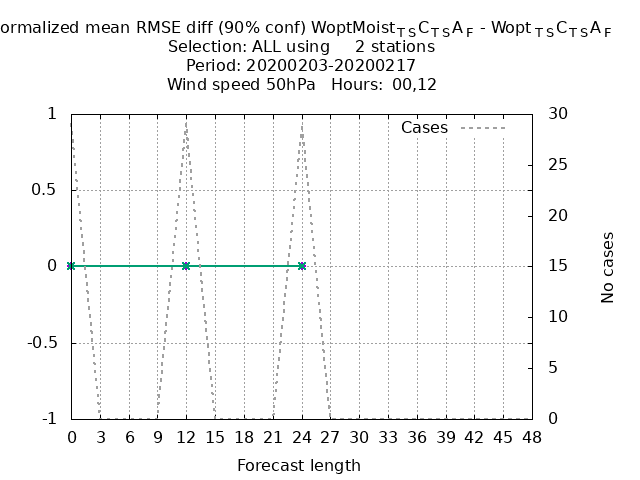 ormalized mean RMSE diff (90% conf) WoptMoist_TSC_TSA_F - Wopt_TSC_TSA_F
Selection: ALL using 2 stations
Period: 20200203-20200217
Wind speed 50hPa Hours: 00,12
Cases
1
0.5
0
-0.5
-1
30
25
20
15
10
5
0
No cases
0 3 6 9 12 15 18 21 24 27 30 33 36 39 42 45 48
Forecast length